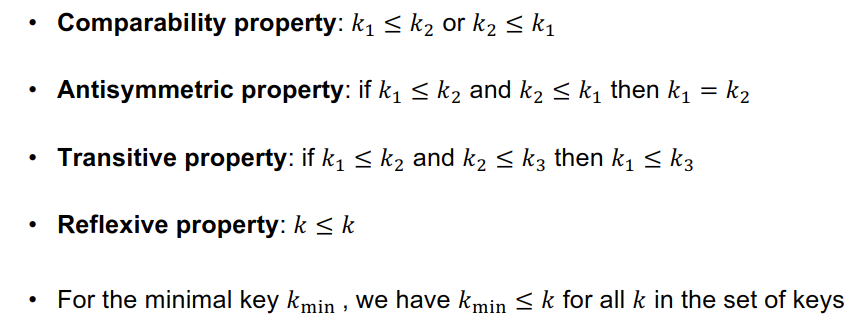 • Comparability property: k₁ ≤ k₂ or k₂ ≤ k₁
• Antisymmetric property: if k₁ ≤ k₂ and k₂ ≤ k₁ then k₁ = k₂
• Transitive property: if k₁ ≤ k₂ and k₂ ≤ k₃ then k₁ ≤ k₃
• Reflexive property: k ≤ k
• For the minimal key k_min , we have k_min ≤ k for all k in the set of keys